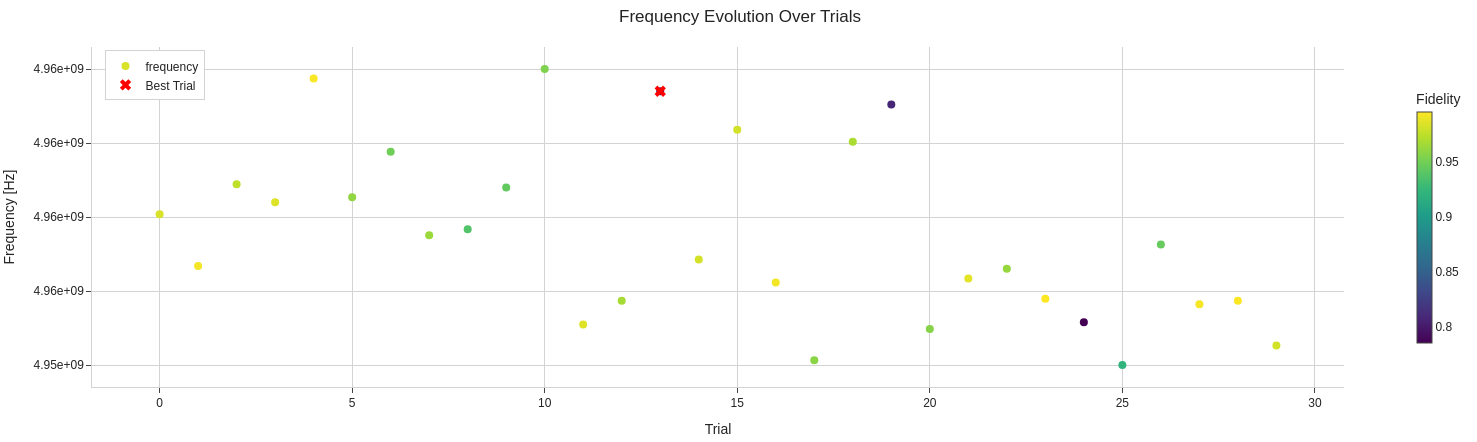 Frequency Evolution Over Trials
frequency
Best Trial
Frequency [Hz]
4.96e+09
4.96e+09
4.96e+09
4.96e+09
4.95e+09
0 5 10 15 20 25 30
Trial
Fidelity
0.95
0.9
0.85
0.8